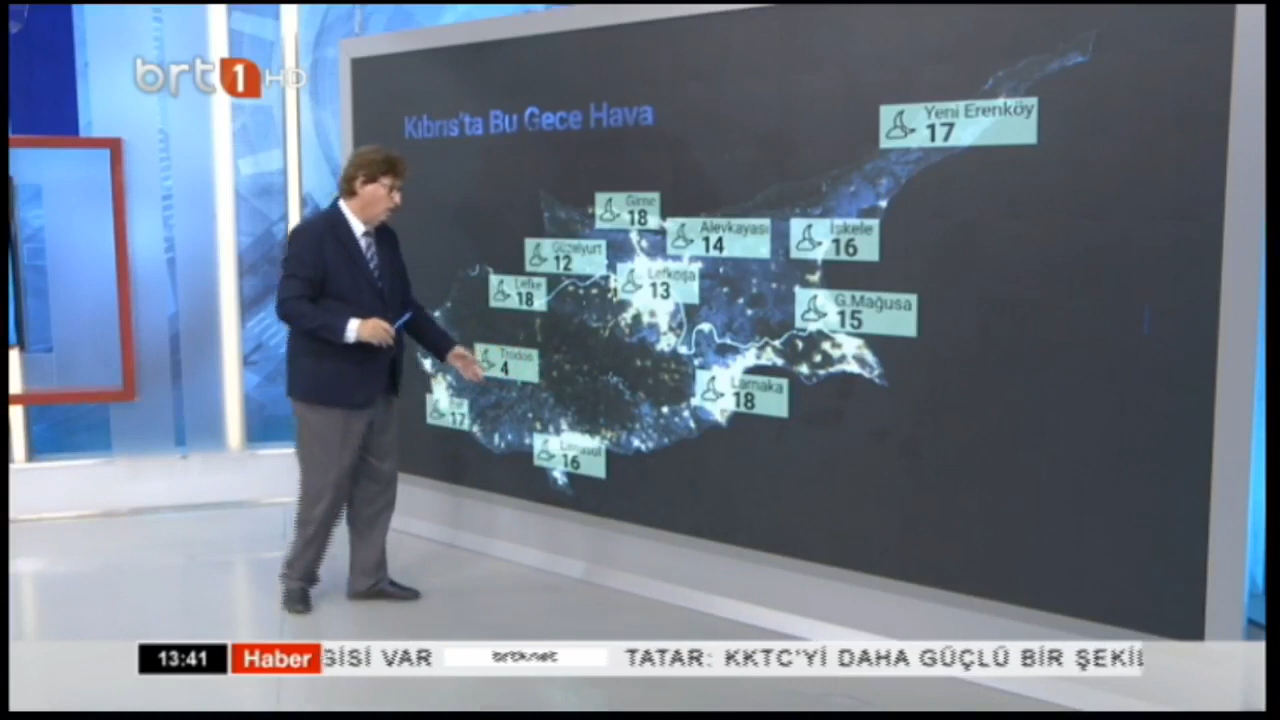 brt 1 HD
Kıbrıs'ta Bu Gece Hava
Yeni Erenköy
17
Girne
18
Alevkayası
14
İskele
16
Güzelyurt
12
Lefkoşa
13
Lefke
18
G.Mağusa
15
Trodos
4
Larnaka
18
17
Limasol
16
13:41 Haber GİSİ VAR brtk.net TATAR: KKTC'Yİ DAHA GÜÇLÜ BİR ŞEKİL